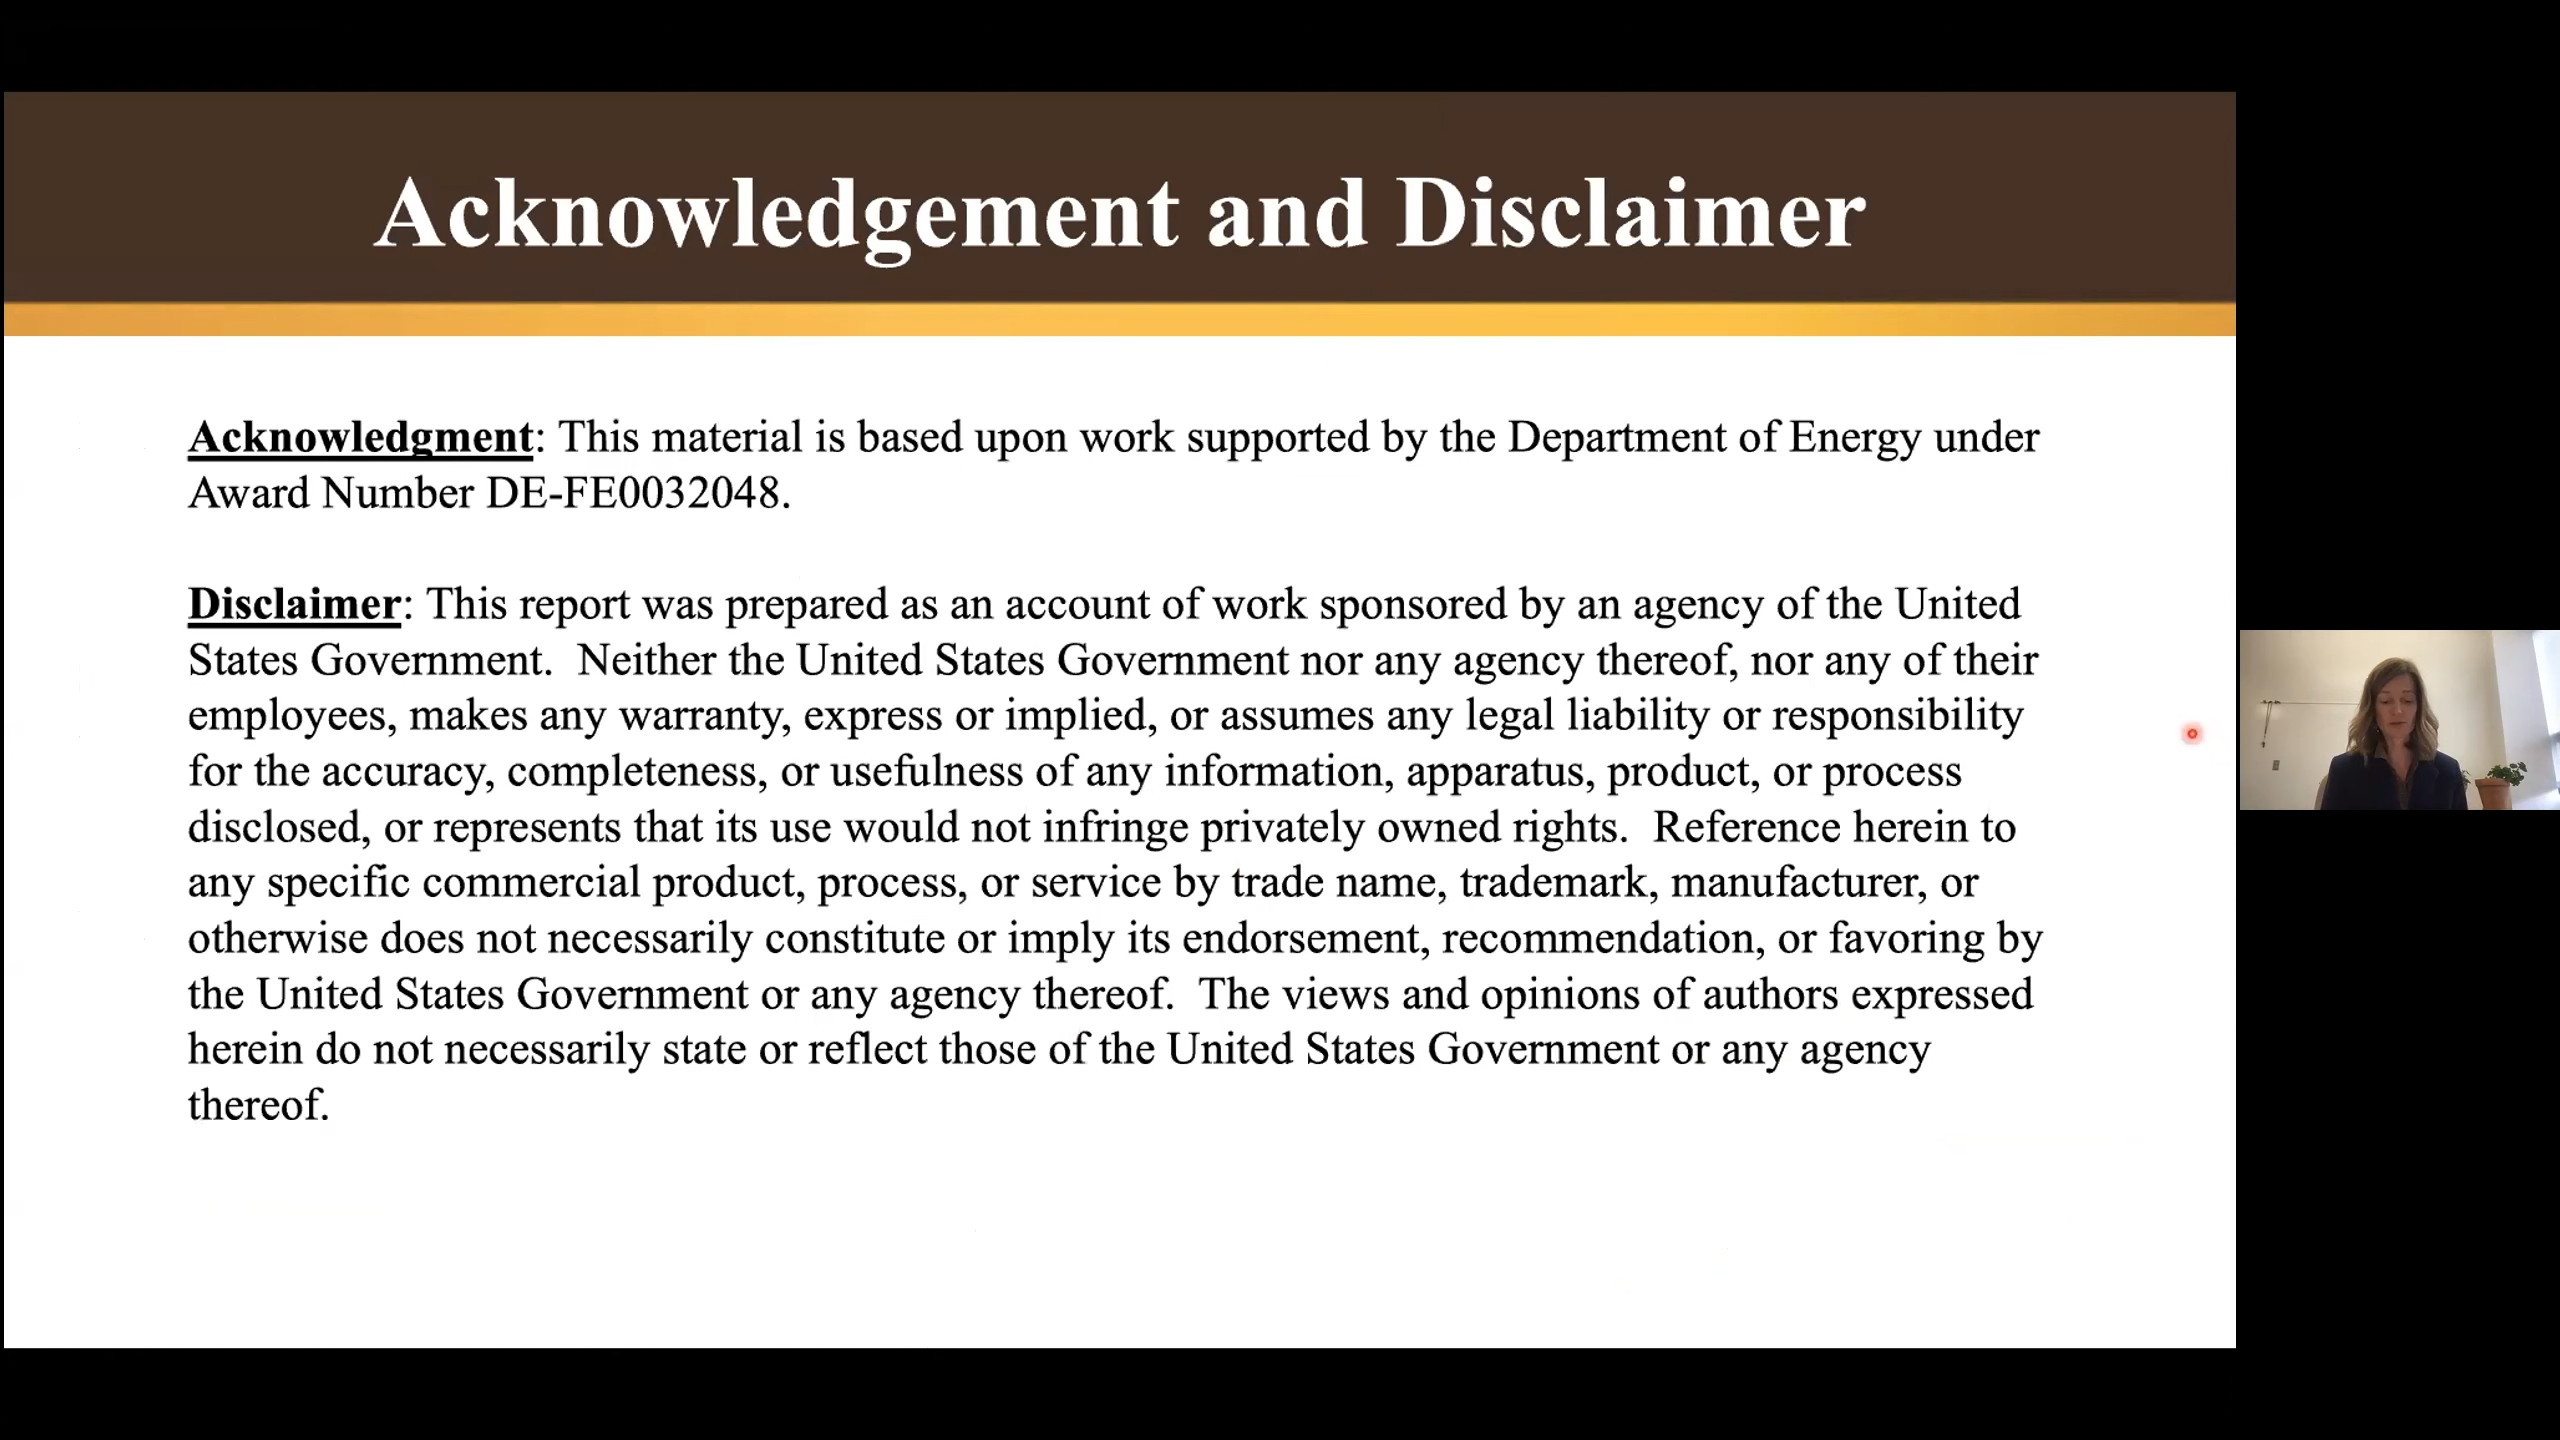 Acknowledgement and Disclaimer
Acknowledgment: This material is based upon work supported by the Department of Energy under
Award Number DE-FE0032048.
Disclaimer: This report was prepared as an account of work sponsored by an agency of the United
States Government.  Neither the United States Government nor any agency thereof, nor any of their
employees, makes any warranty, express or implied, or assumes any legal liability or responsibility
for the accuracy, completeness, or usefulness of any information, apparatus, product, or process
disclosed, or represents that its use would not infringe privately owned rights.  Reference herein to
any specific commercial product, process, or service by trade name, trademark, manufacturer, or
otherwise does not necessarily constitute or imply its endorsement, recommendation, or favoring by
the United States Government or any agency thereof.  The views and opinions of authors expressed
herein do not necessarily state or reflect those of the United States Government or any agency
thereof.